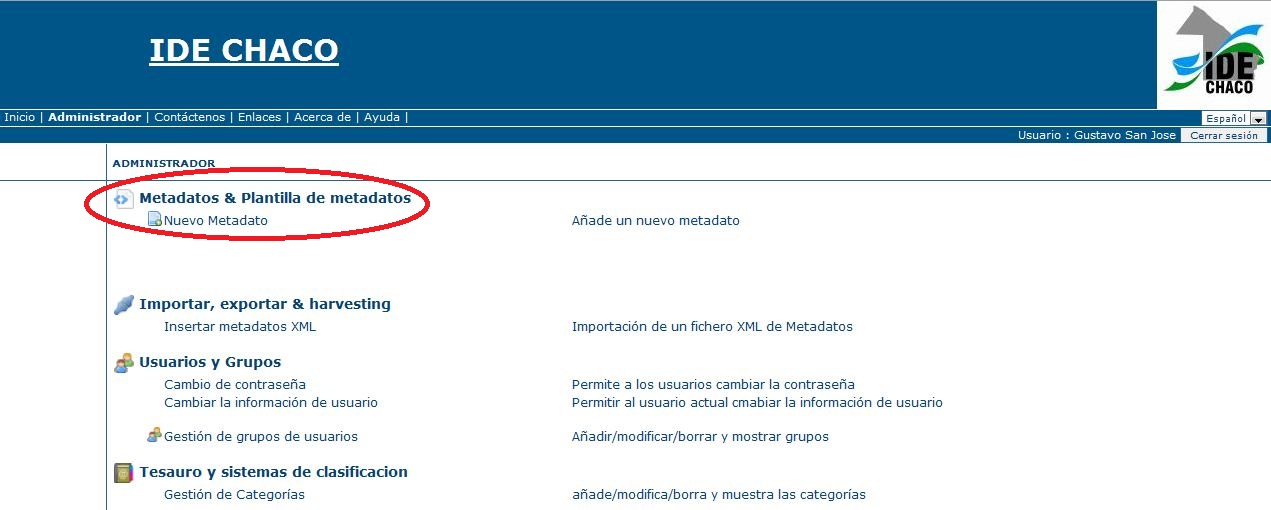 IDE CHACO
IDE
CHACO
Inicio | Administrador | Contáctenos | Enlaces | Acerca de | Ayuda |
Español
Usuario : Gustavo San Jose Cerrar sesión
ADMINISTRADOR
Metadatos & Plantilla de metadatos
Nuevo Metadato Añade un nuevo metadato
Importar, exportar & harvesting
Insertar metadatos XML Importación de un fichero XML de Metadatos
Usuarios y Grupos
Cambio de contraseña Permite a los usuarios cambiar la contraseña
Cambiar la información de usuario Permitir al usuario actual cmabiar la información de usuario
Gestión de grupos de usuarios Añadir/modificar/borrar y mostrar grupos
Tesauro y sistemas de clasificacion
Gestión de Categorías añade/modifica/borra y muestra las categorías